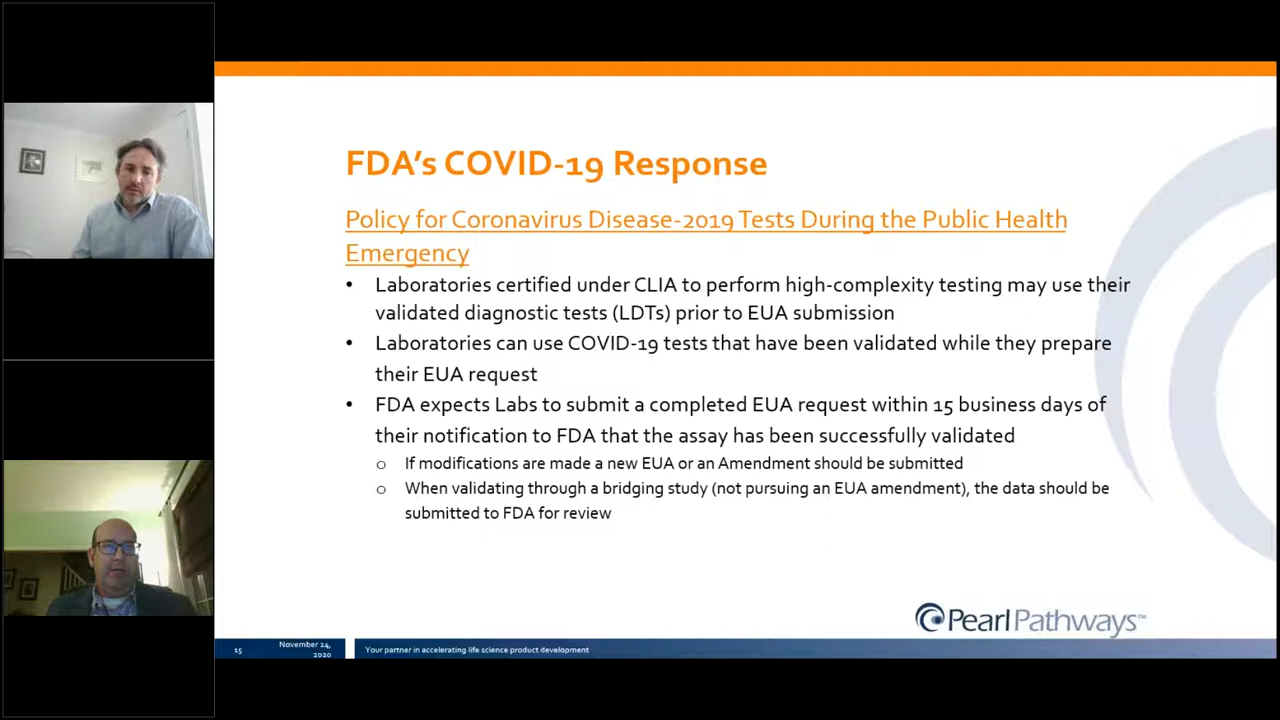 FDA's COVID-19 Response
Policy for Coronavirus Disease-2019 Tests During the Public Health
Emergency
• Laboratories certified under CLIA to perform high-complexity testing may use their
validated diagnostic tests (LDTs) prior to EUA submission
• Laboratories can use COVID-19 tests that have been validated while they prepare
their EUA request
• FDA expects Labs to submit a completed EUA request within 15 business days of
their notification to FDA that the assay has been successfully validated
o If modifications are made a new EUA or an Amendment should be submitted
o When validating through a bridging study (not pursuing an EUA amendment), the data should be
submitted to FDA for review
PearlPathways™
15
November 24,
2020
Your partner in accelerating life science product development